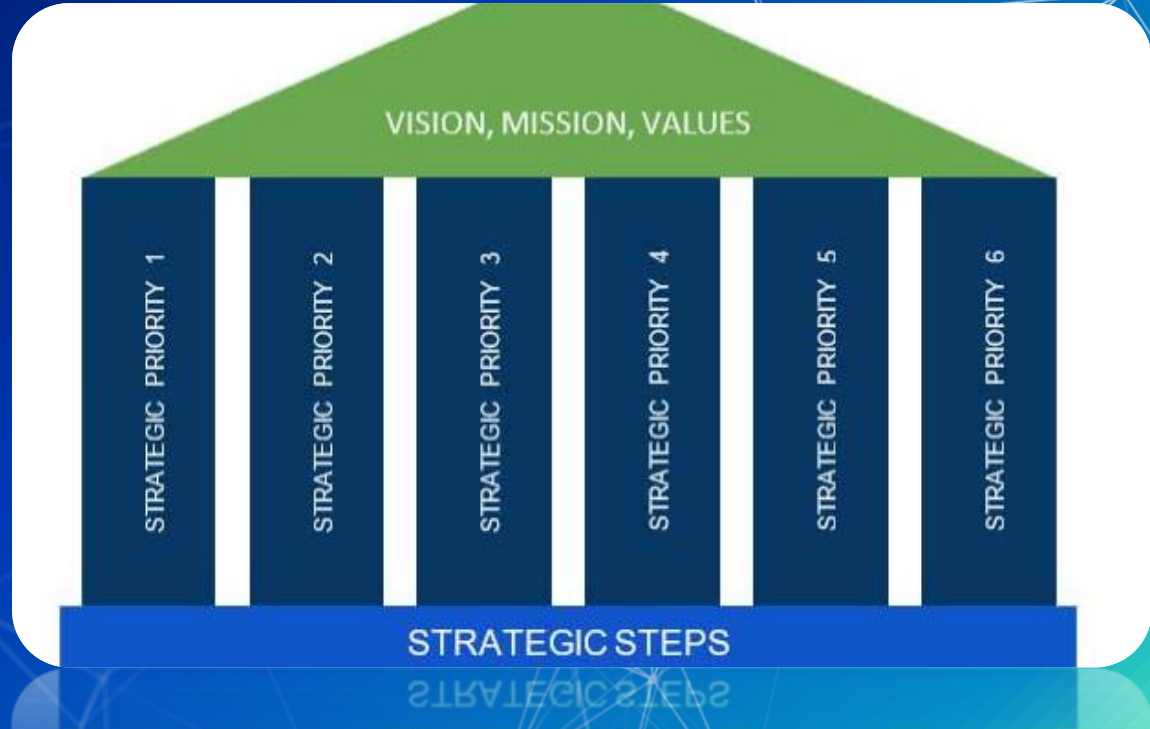 VISION, MISSION, VALUES
STRATEGIC PRIORITY 1
STRATEGIC PRIORITY 2
STRATEGIC PRIORITY 3
STRATEGIC PRIORITY 4
STRATEGIC PRIORITY 5
STRATEGIC PRIORITY 6
STRATEGIC STEPS